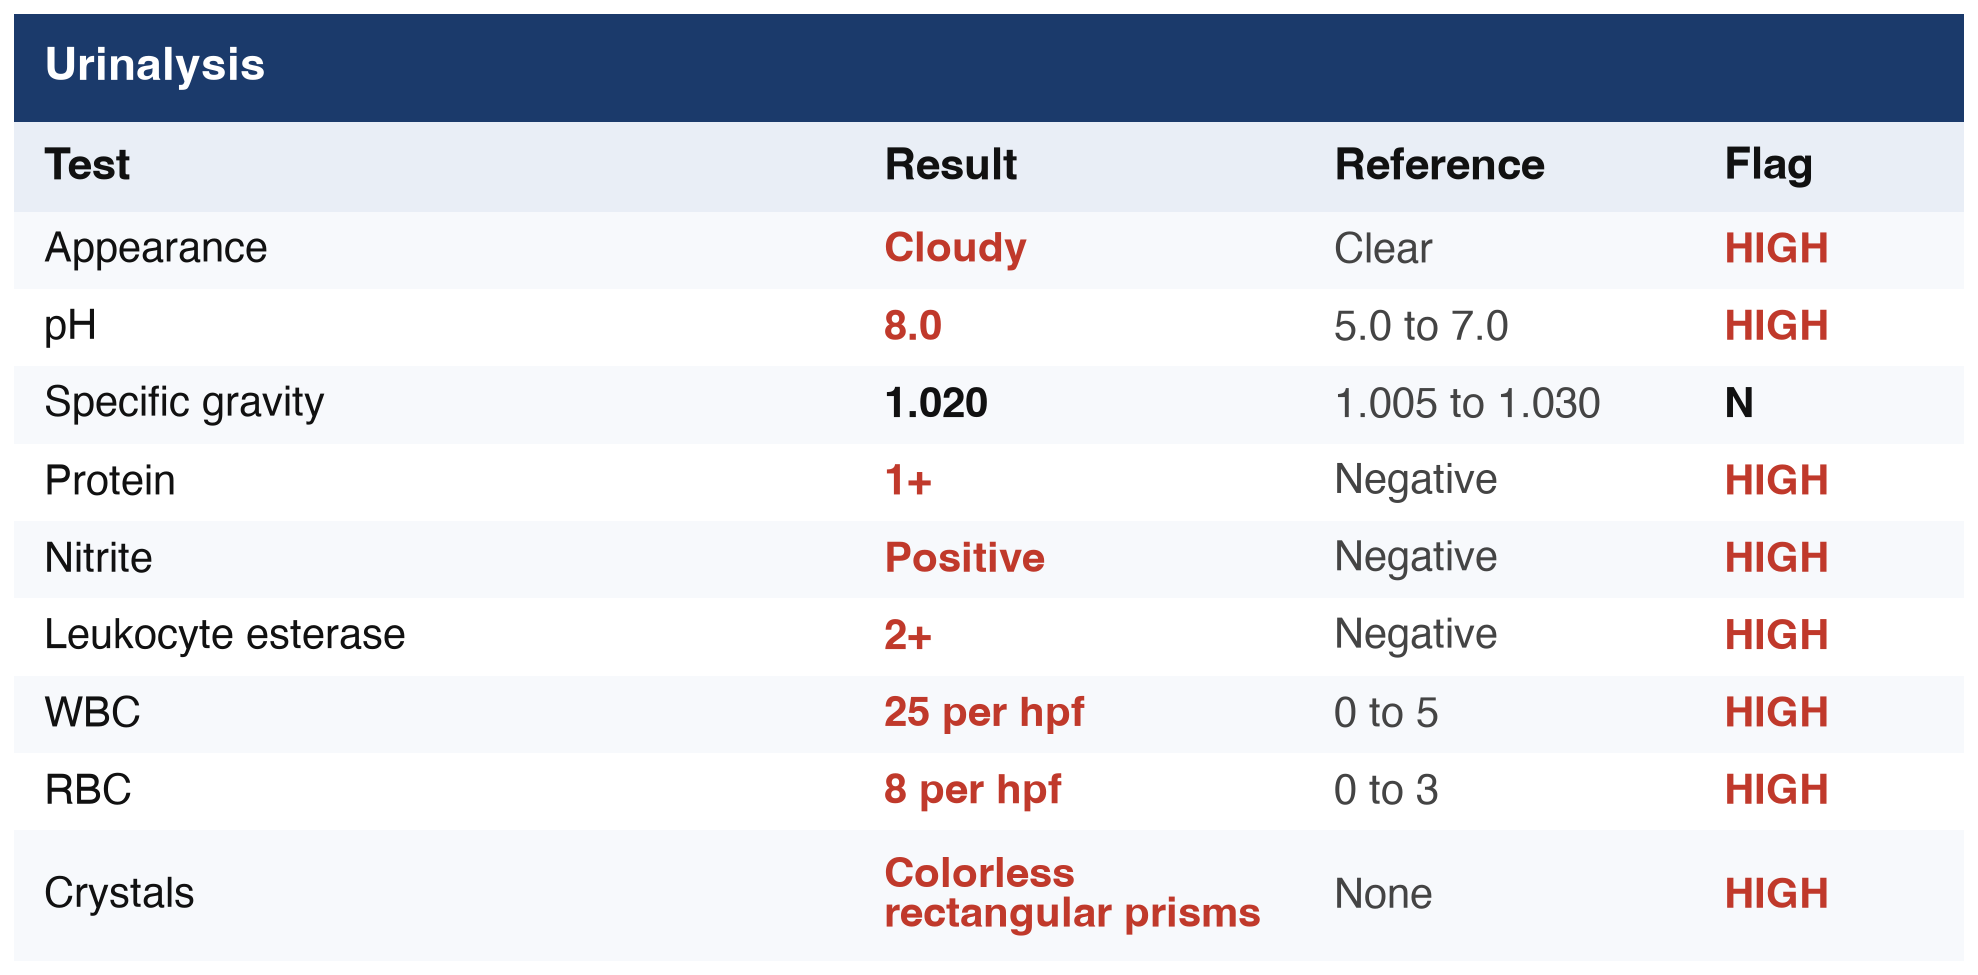 Urinalysis
Test Result Reference Flag
Appearance Cloudy Clear HIGH
pH 8.0 5.0 to 7.0 HIGH
Specific gravity 1.020 1.005 to 1.030 N
Protein 1+ Negative HIGH
Nitrite Positive Negative HIGH
Leukocyte esterase 2+ Negative HIGH
WBC 25 per hpf 0 to 5 HIGH
RBC 8 per hpf 0 to 3 HIGH
Crystals Colorless rectangular prisms None HIGH